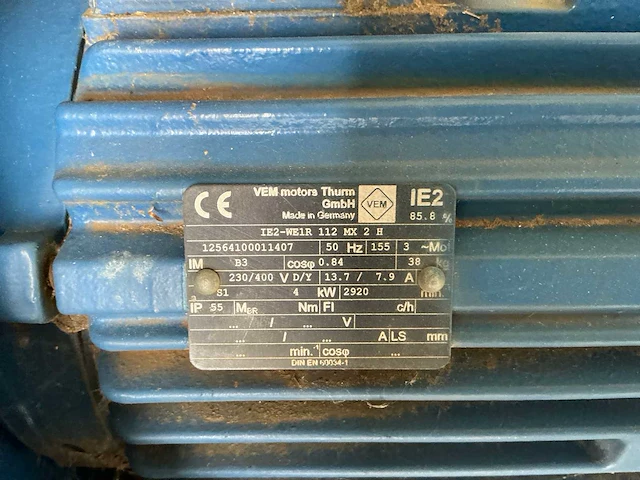 CE VEM motors Thurm GmbH VEM IE2
Made in Germany 85.8 %
IE2-WE1R 112 MX 2 H
12564100011407 50 Hz 155 3 ~Mot
IM B3 cosφ 0.84 38 kg
230/400 V D/Y 13.7 / 7.9 A
S1 4 kW 2920 min.
IP 55 MBR Nm FI c/h
... / ... V
... / ... A LS mm
... min.-1 cosφ ...
DIN EN 60034-1